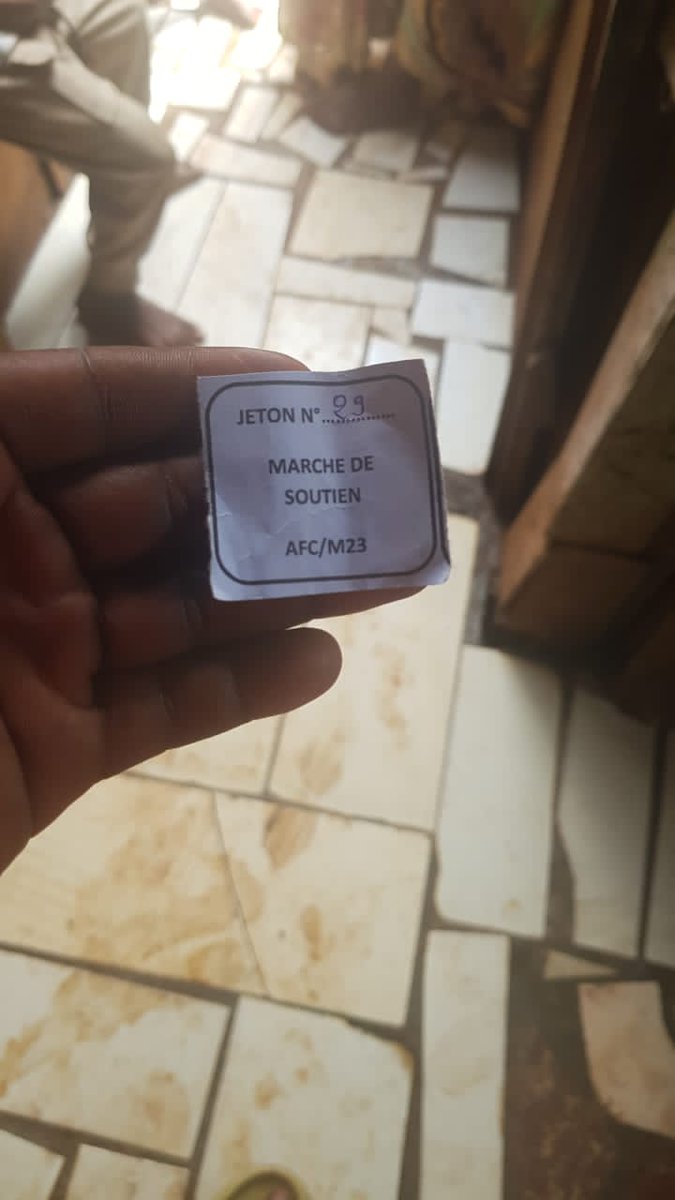 JETON N° 29
MARCHE DE
SOUTIEN
AFC/M23